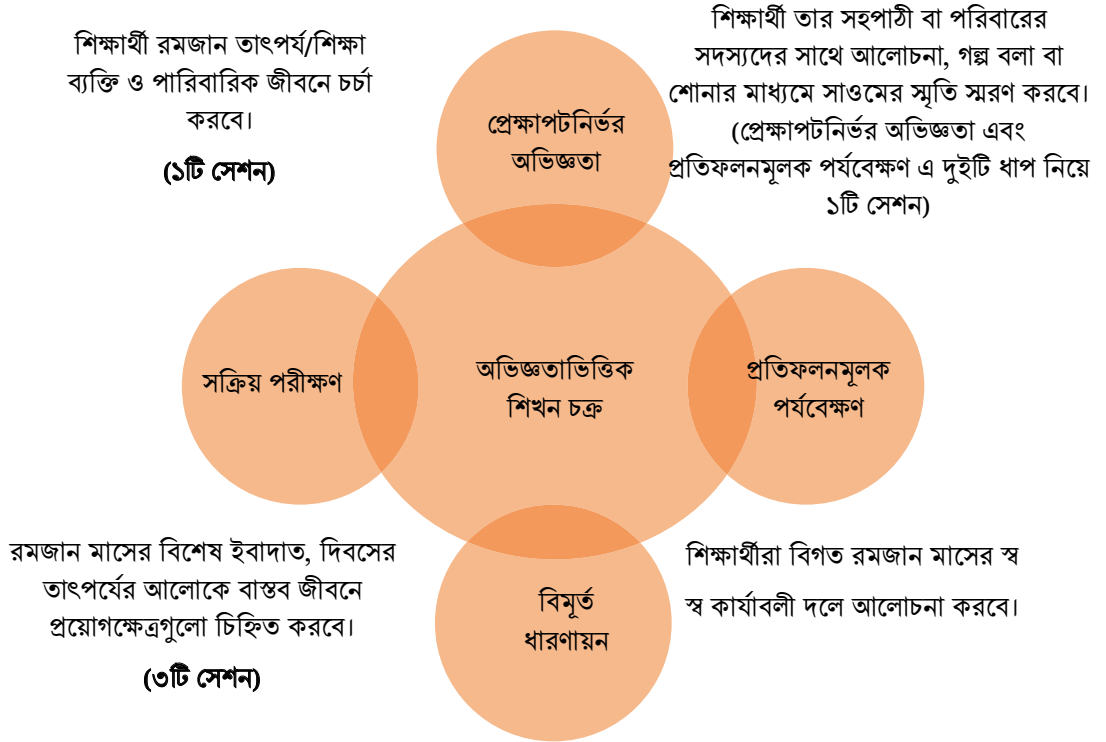 শিক্ষার্থী রমজান তাৎপর্য/শিক্ষা
ব্যক্তি ও পারিবারিক জীবনে চর্চা
করবে।
(১টি সেশন)
প্রেক্ষাপটনির্ভর
অভিজ্ঞতা
শিক্ষার্থী তার সহপাঠী বা পরিবারের
সদস্যদের সাথে আলোচনা, গল্প বলা বা
শোনার মাধ্যমে সাওমের স্মৃতি স্মরণ করবে।
(প্রেক্ষাপটনির্ভর অভিজ্ঞতা এবং
প্রতিফলনমূলক পর্যবেক্ষণ এ দুইটি ধাপ নিয়ে
১টি সেশন)
সক্রিয় পরীক্ষণ
অভিজ্ঞতাভিত্তিক
শিখন চক্র
প্রতিফলনমূলক
পর্যবেক্ষণ
রমজান মাসের বিশেষ ইবাদাত, দিবসের
তাৎপর্যের আলোকে বাস্তব জীবনে
প্রয়োগক্ষেত্রগুলো চিহ্নিত করবে।
(৩টি সেশন)
বিমূর্ত
ধারণায়ন
শিক্ষার্থীরা বিগত রমজান মাসের স্ব
স্ব কার্যাবলী দলে আলোচনা করবে।